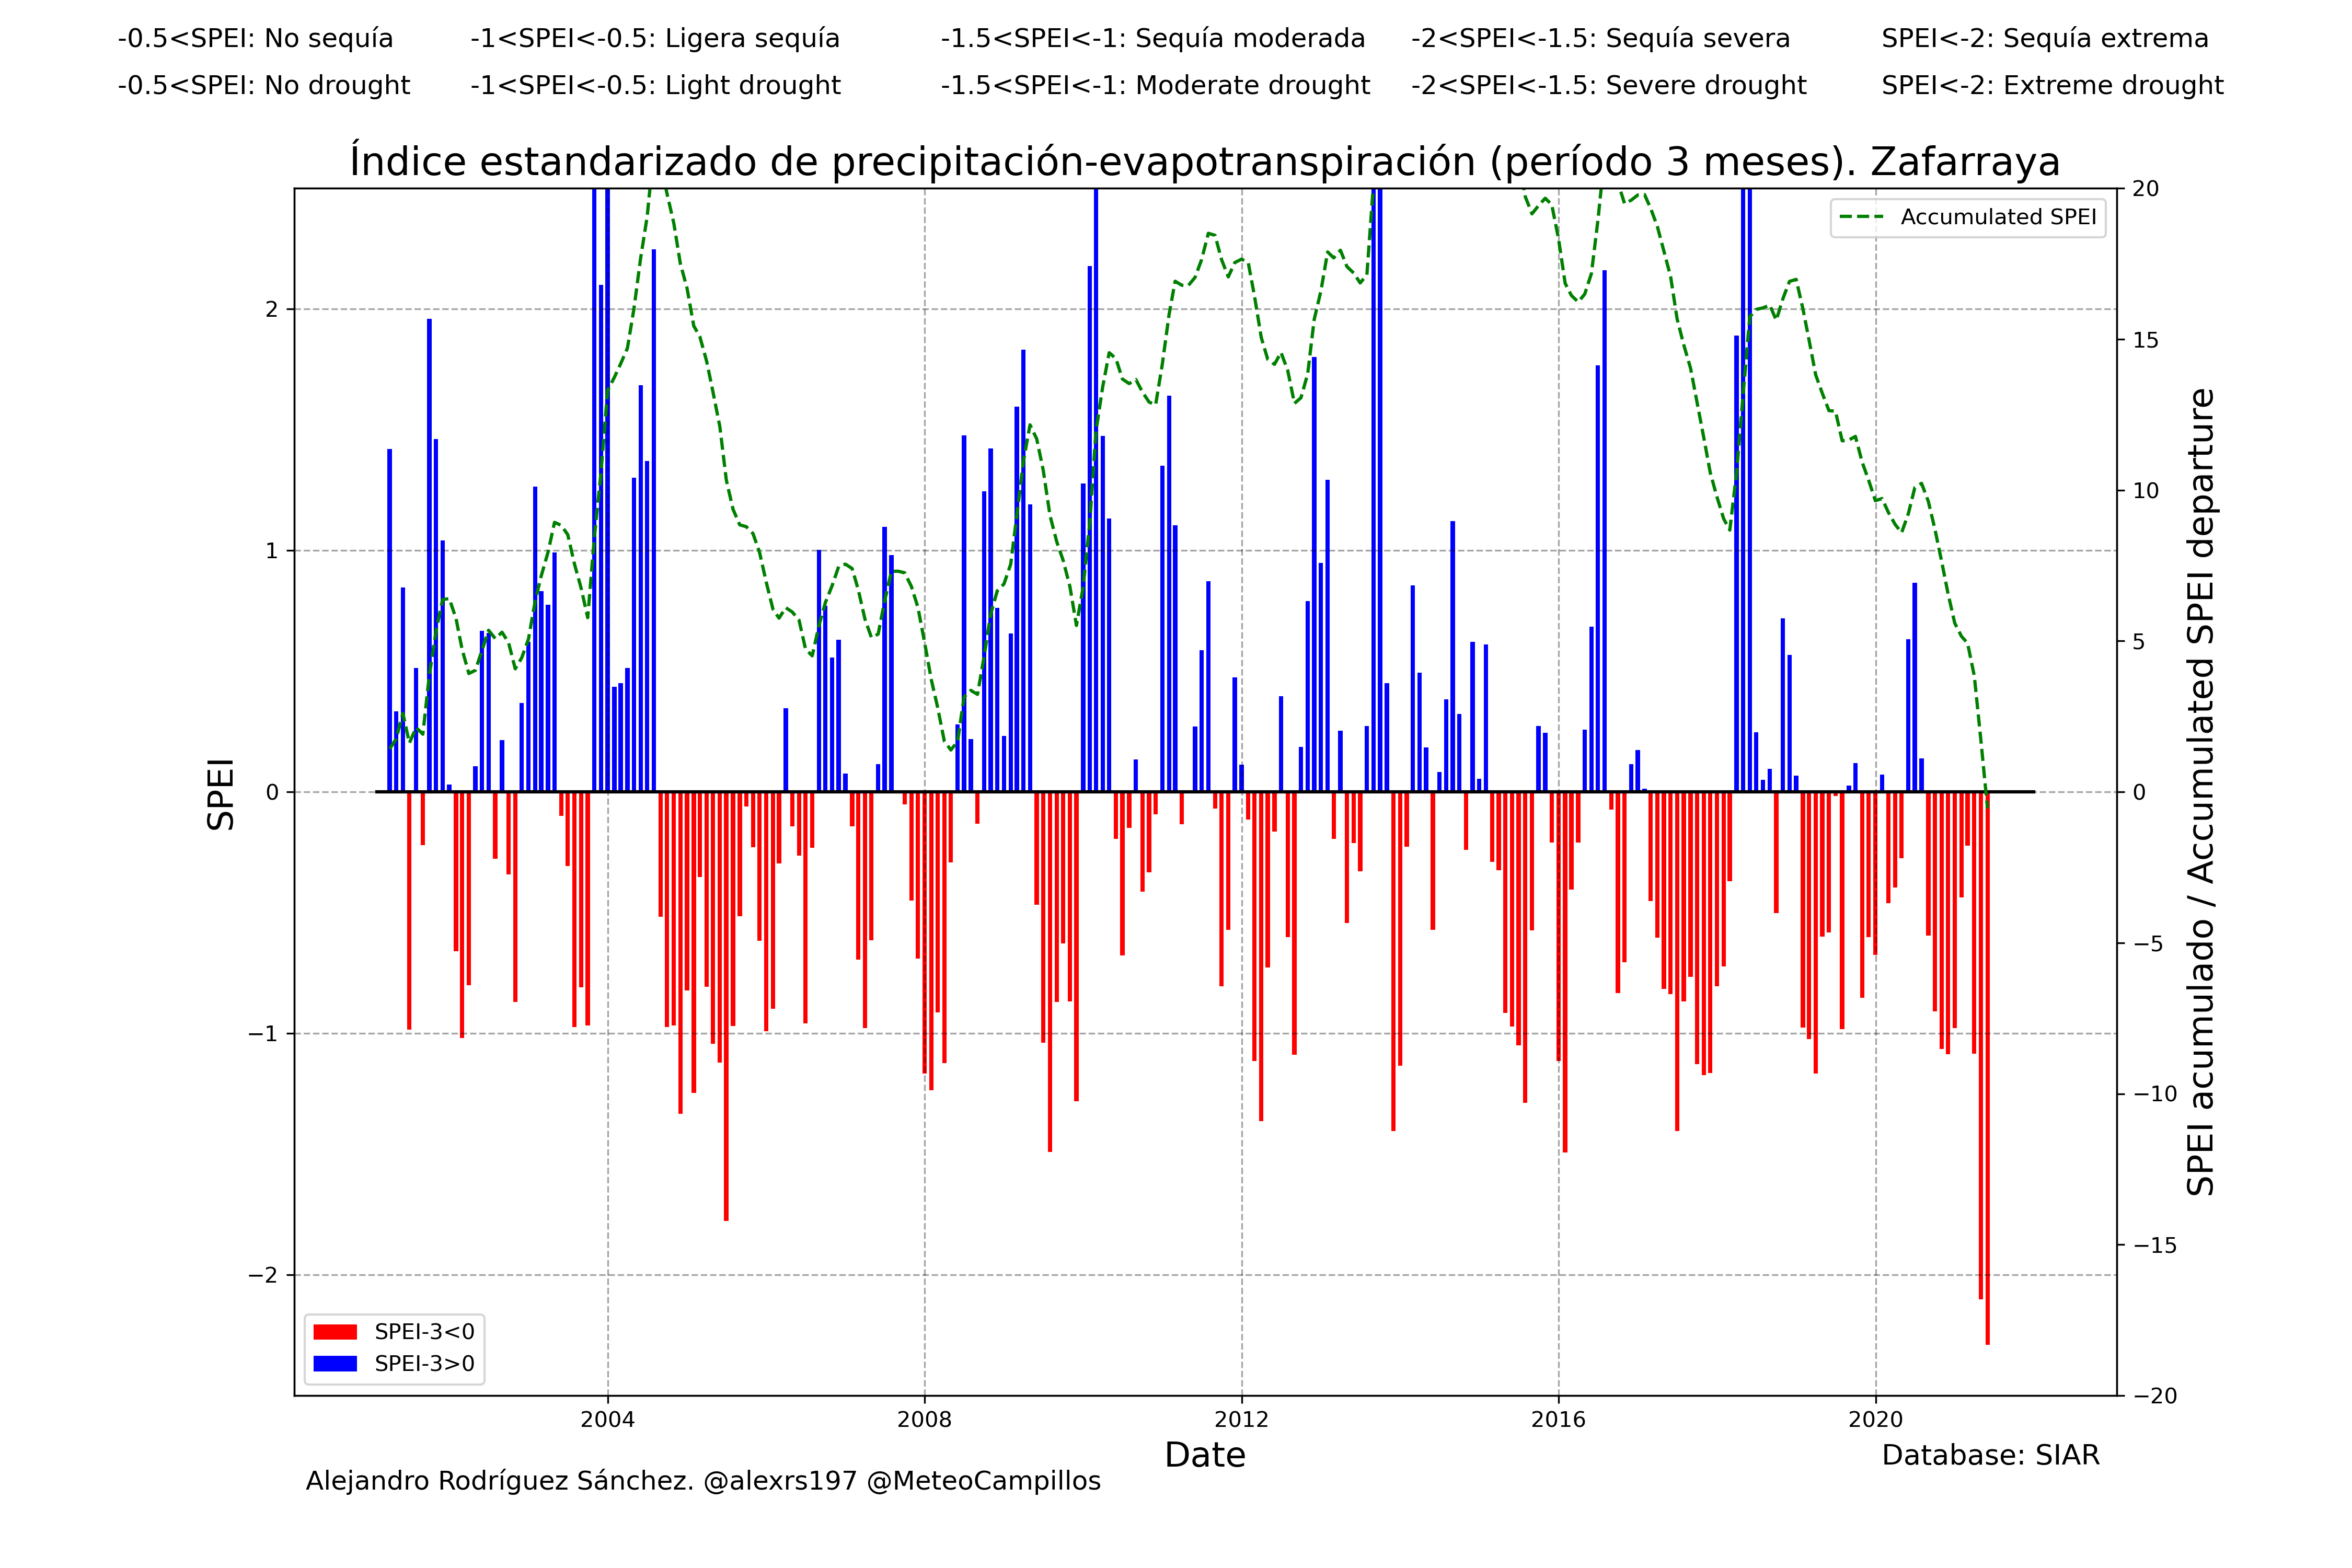 -0.5<SPEI: No sequía -1<SPEI<-0.5: Ligera sequía -1.5<SPEI<-1: Sequía moderada -2<SPEI<-1.5: Sequía severa SPEI<-2: Sequía extrema
-0.5<SPEI: No drought -1<SPEI<-0.5: Light drought -1.5<SPEI<-1: Moderate drought -2<SPEI<-1.5: Severe drought SPEI<-2: Extreme drought
Índice estandarizado de precipitación-evapotranspiración (período 3 meses). Zafarraya
Accumulated SPEI
SPEI
2
1
0
−1
−2
20
15
10
5
0
−5
−10
−15
−20
SPEI acumulado / Accumulated SPEI departure
SPEI-3<0
SPEI-3>0
2004 2008 2012 2016 2020
Date
Database: SIAR
Alejandro Rodríguez Sánchez. @alexrs197 @MeteoCampillos